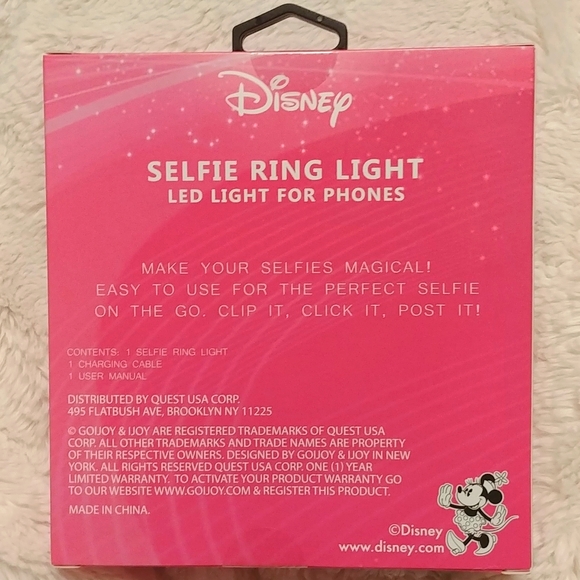 Disney
SELFIE RING LIGHT
LED LIGHT FOR PHONES
MAKE YOUR SELFIES MAGICAL!
EASY TO USE FOR THE PERFECT SELFIE
ON THE GO. CLIP IT, CLICK IT, POST IT!
CONTENTS: 1 SELFIE RING LIGHT
1 CHARGING CABLE
1 USER MANUAL
DISTRIBUTED BY QUEST USA CORP.
495 FLATBUSH AVE, BROOKLYN NY 11225
© GOIJOY & IJOY ARE REGISTERED TRADEMARKS OF QUEST USA
CORP. ALL OTHER TRADEMARKS AND TRADE NAMES ARE PROPERTY
OF THEIR RESPECTIVE OWNERS. DESIGNED BY GOIJOY & IJOY IN NEW
YORK. ALL RIGHTS RESERVED QUEST USA CORP. ONE (1) YEAR
LIMITED WARRANTY. TO ACTIVATE YOUR PRODUCT WARRANTY GO
TO OUR WEBSITE WWW.GOIJOY.COM & REGISTER THIS PRODUCT.
MADE IN CHINA.
©Disney
www.disney.com